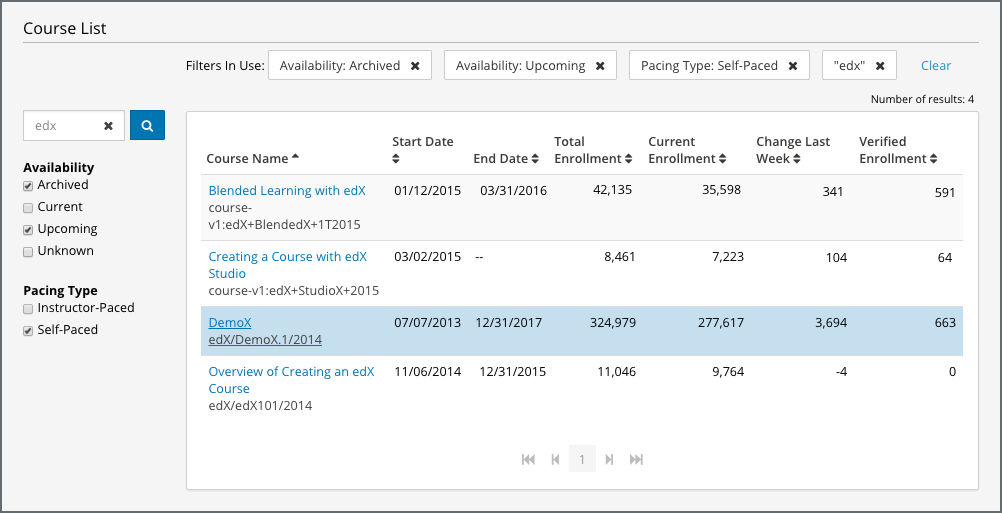 Course List
Filters In Use: Availability: Archived ✖ Availability: Upcoming ✖ Pacing Type: Self-Paced ✖ "edx" ✖ Clear
Number of results: 4
edx ✖
Availability
Archived
Current
Upcoming
Unknown
Pacing Type
Instructor-Paced
Self-Paced
Course Name
Start Date
End Date
Total
Enrollment
Current
Enrollment
Change Last
Week
Verified
Enrollment
Blended Learning with edX 01/12/2015 03/31/2016 42,135 35,598 341 591
course-
v1:edX+BlendedX+1T2015
Creating a Course with edX 03/02/2015 -- 8,461 7,223 104 64
Studio
course-v1:edX+StudioX+2015
DemoX 07/07/2013 12/31/2017 324,979 277,617 3,694 663
edX/DemoX.1/2014
Overview of Creating an edX 11/06/2014 12/31/2015 11,046 9,764 -4 0
Course
edX/edX101/2014
1